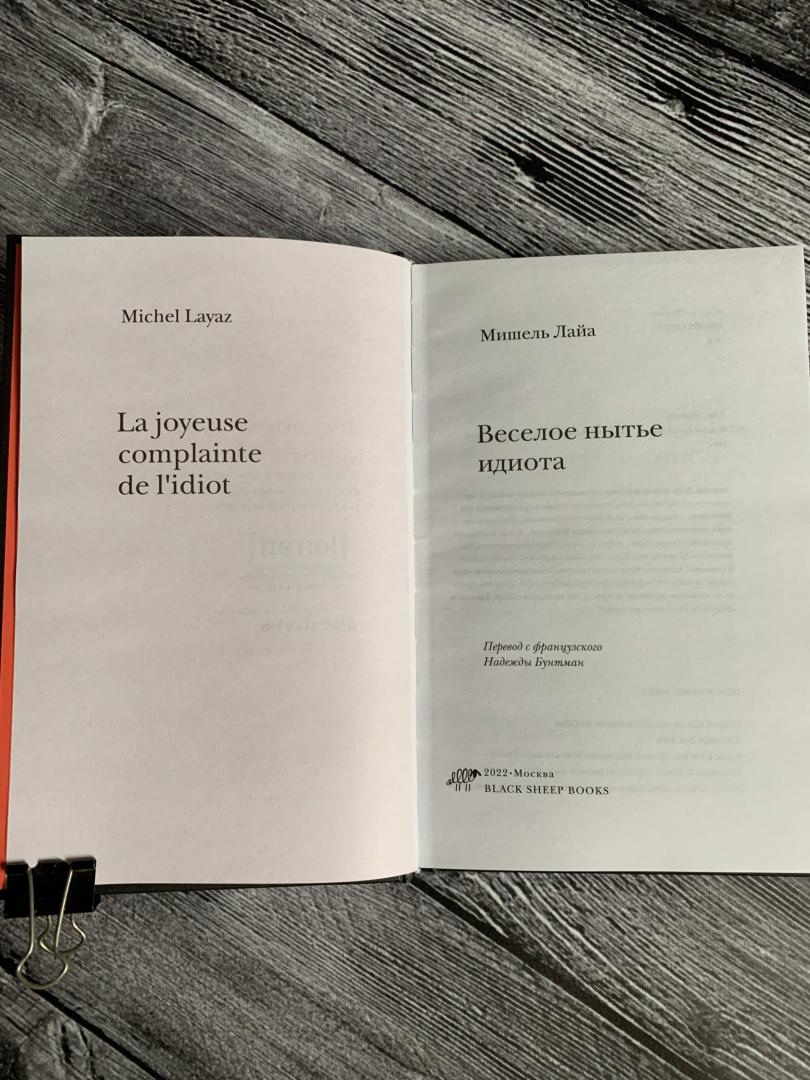 Michel Layaz
La joyeuse
complainte
de l'idiot
Мишель Лайа
Веселое нытье
идиота
Перевод с французского
Надежды Бунтман
2022·Москва
BLACK SHEEP BOOKS